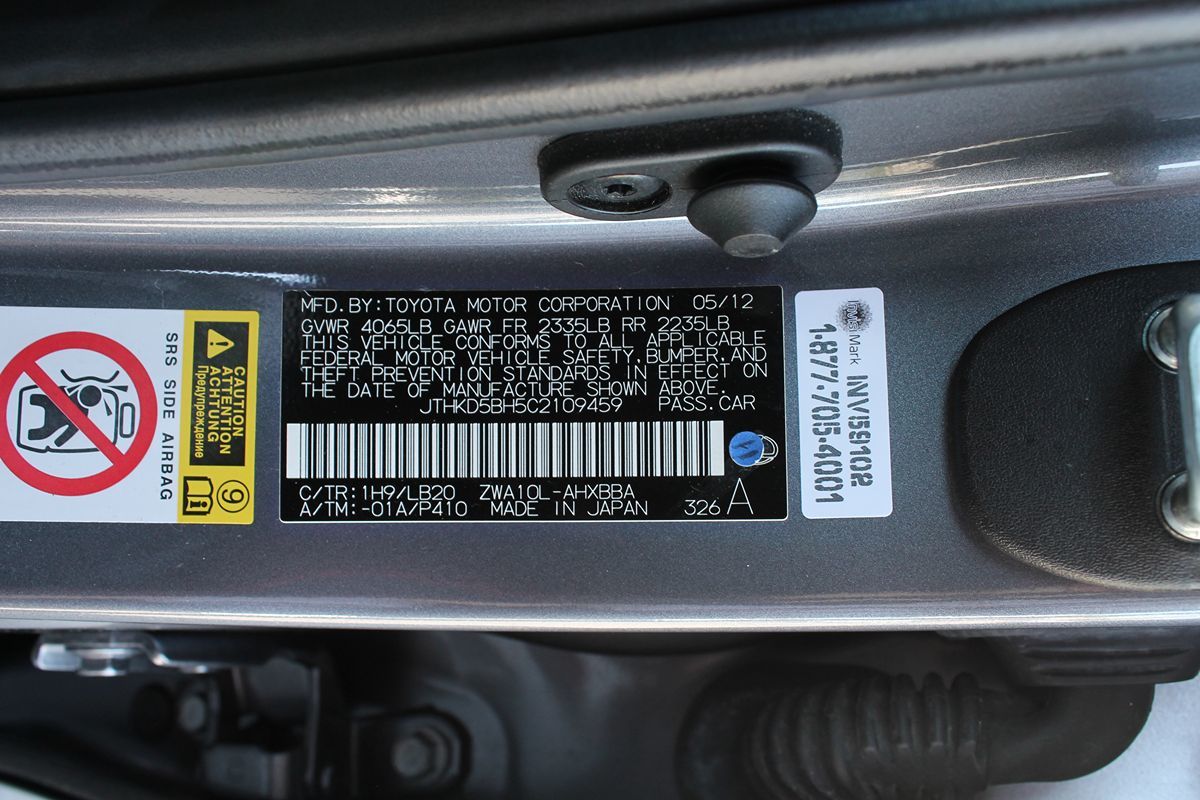 SRS SIDE AIRBAG
CAUTION
ATTENTION
ACHTUNG
Предупреждение
9
MFD.BY:TOYOTA MOTOR CORPORATION 05/12
GVWR 4065LB GAWR FR 2335LB RR 2235LB
THIS VEHICLE CONFORMS TO ALL APPLICABLE
FEDERAL MOTOR VEHICLE SAFETY, BUMPER, AND
THEFT PREVENTION STANDARDS IN EFFECT ON
THE DATE OF MANUFACTURE SHOWN ABOVE.
JTHKD5BH5C2109459 PASS.CAR
C/TR:1H9/LB20 ZWA10L-AHXBBA
A/TM:-01A/P410 MADE IN JAPAN 326 A
InvisiMark INVI59102
1-877-705-4001